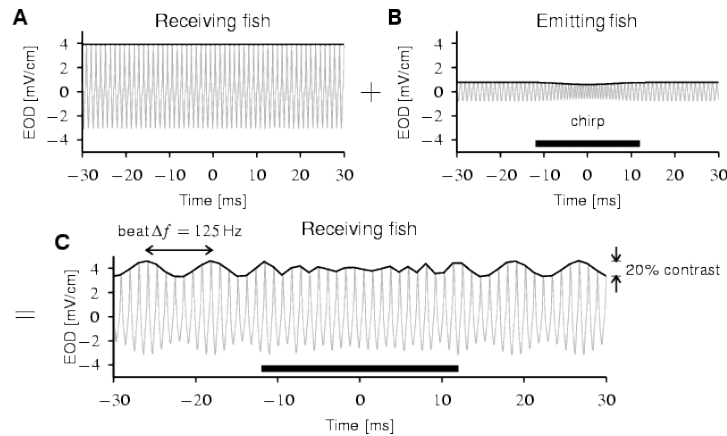 A
Receiving fish
EOD [mV/cm]
4
2
0
−2
−4
−30 −20 −10 0 10 20 30
Time [ms]
+
B
Emitting fish
EOD [mV/cm]
4
2
0
−2
−4
chirp
−30 −20 −10 0 10 20 30
Time [ms]
=
C
Receiving fish
beat Δf = 125 Hz
20% contrast
EOD [mV/cm]
4
2
0
−2
−4
−30 −20 −10 0 10 20 30
Time [ms]